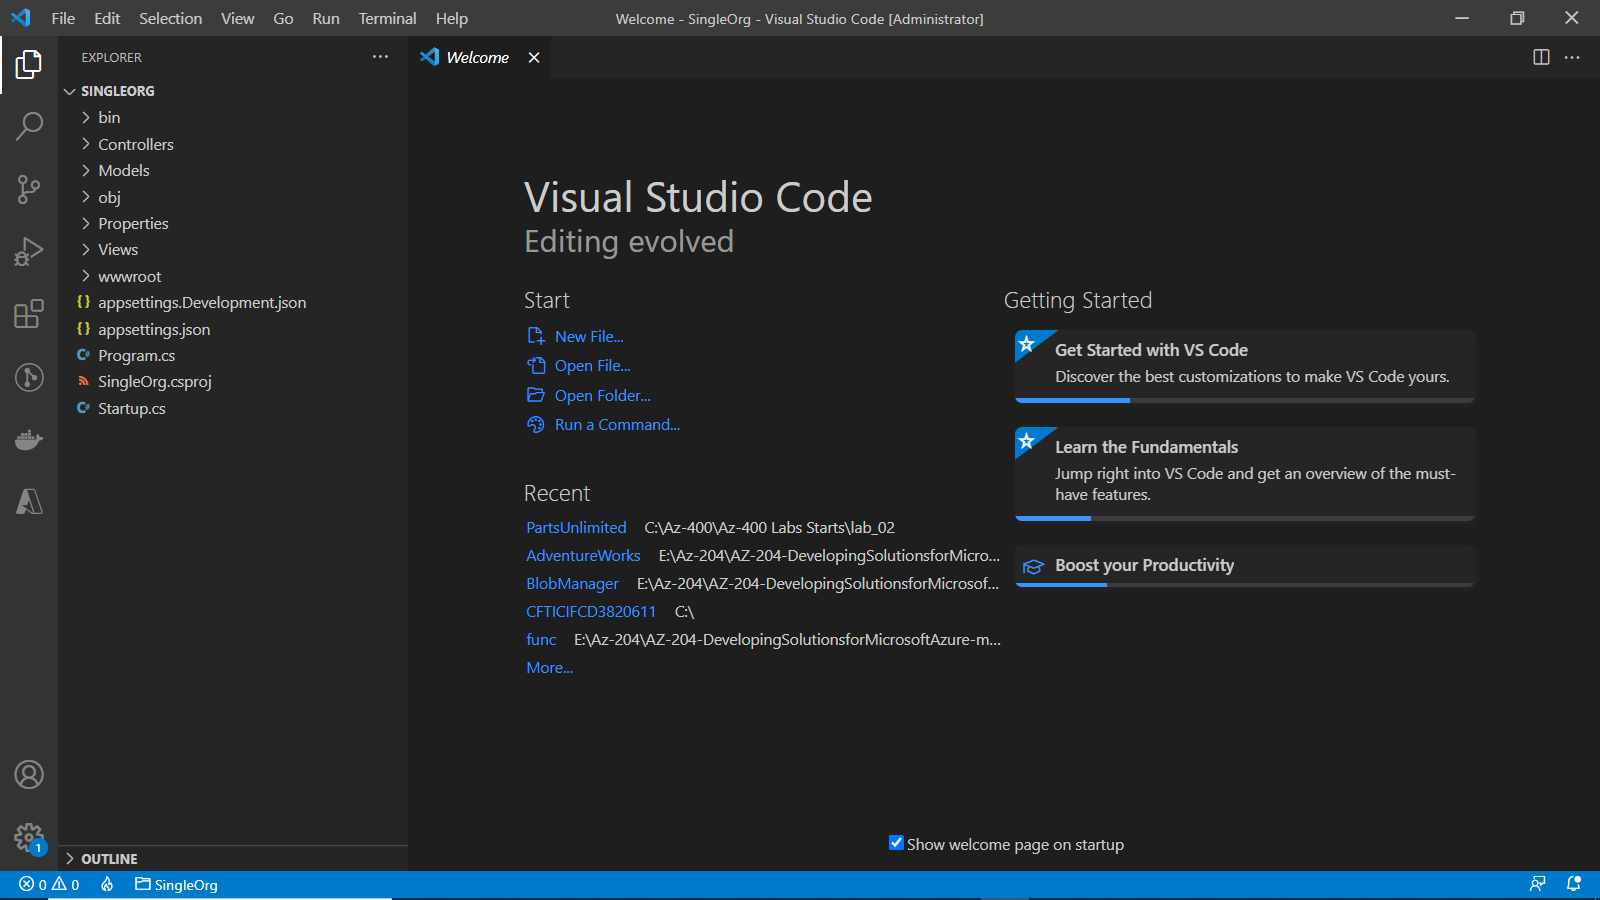 File Edit Selection View Go Run Terminal Help
Welcome - SingleOrg - Visual Studio Code [Administrator]
EXPLORER
SINGLEORG
bin
Controllers
Models
obj
Properties
Views
wwwroot
appsettings.Development.json
appsettings.json
Program.cs
SingleOrg.csproj
Startup.cs
OUTLINE
Welcome
Visual Studio Code
Editing evolved
Start
New File...
Open File...
Open Folder...
Run a Command...
Recent
PartsUnlimited C:\Az-400\Az-400 Labs Starts\lab_02
AdventureWorks E:\Az-204\AZ-204-DevelopingSolutionsforMicro...
BlobManager E:\Az-204\AZ-204-DevelopingSolutionsforMicrosof...
CFTICIFCD3820611 C:\
func E:\Az-204\AZ-204-DevelopingSolutionsforMicrosoftAzure-m...
More...
Getting Started
Get Started with VS Code
Discover the best customizations to make VS Code yours.
Learn the Fundamentals
Jump right into VS Code and get an overview of the must-
have features.
Boost your Productivity
Show welcome page on startup
1
0 0 SingleOrg